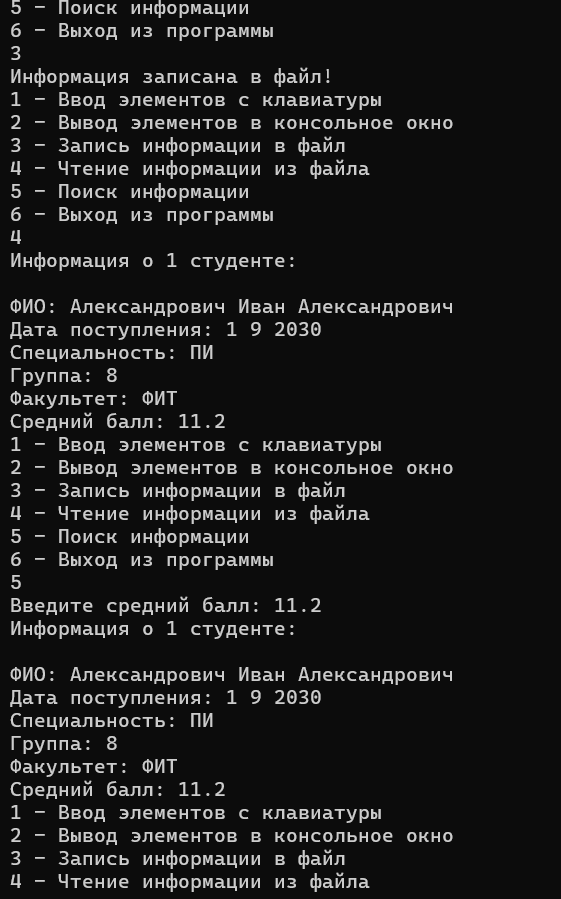 5 – Поиск информации
6 – Выход из программы
3
Информация записана в файл!
1 – Ввод элементов с клавиатуры
2 – Вывод элементов в консольное окно
3 – Запись информации в файл
4 – Чтение информации из файла
5 – Поиск информации
6 – Выход из программы
4
Информация о 1 студенте:
ФИО: Александрович Иван Александрович
Дата поступления: 1 9 2030
Специальность: ПИ
Группа: 8
Факультет: ФИТ
Средний балл: 11.2
1 – Ввод элементов с клавиатуры
2 – Вывод элементов в консольное окно
3 – Запись информации в файл
4 – Чтение информации из файла
5 – Поиск информации
6 – Выход из программы
5
Введите средний балл: 11.2
Информация о 1 студенте:
ФИО: Александрович Иван Александрович
Дата поступления: 1 9 2030
Специальность: ПИ
Группа: 8
Факультет: ФИТ
Средний балл: 11.2
1 – Ввод элементов с клавиатуры
2 – Вывод элементов в консольное окно
3 – Запись информации в файл
4 – Чтение информации из файла